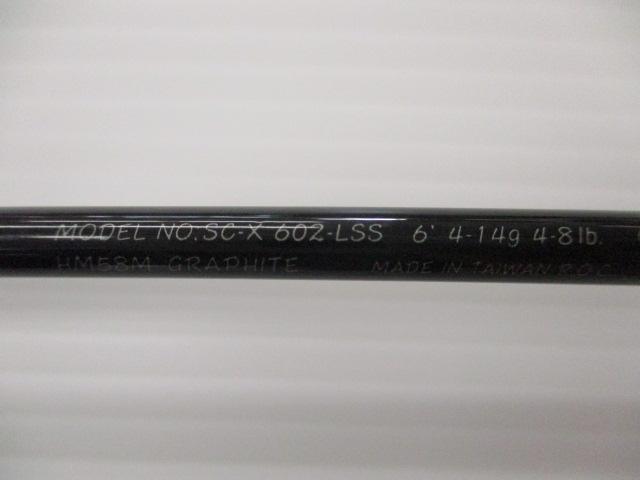 MODEL NO.SC-X 602-LSS 6' 4-14g 4-8lb.
HM58M GRAPHITE MADE IN TAIWAN R.O.C